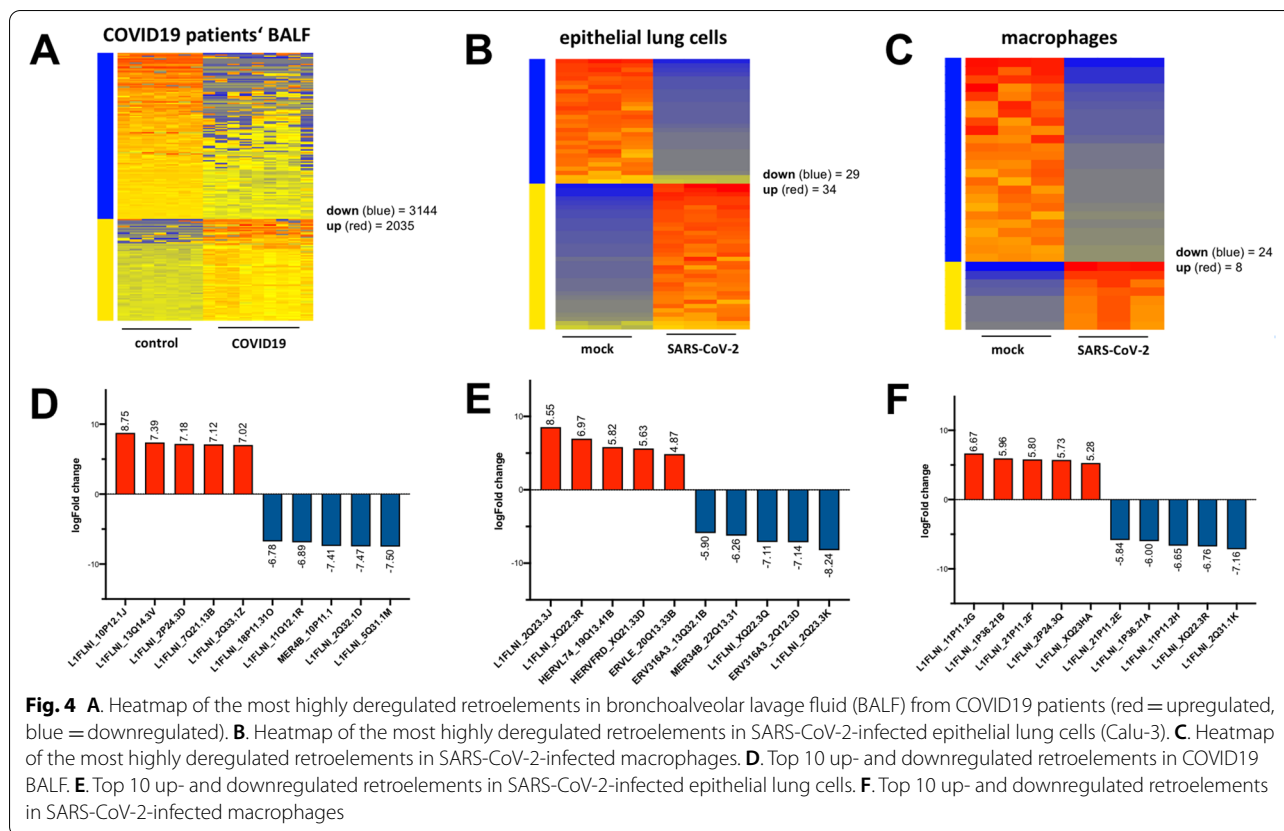 A
COVID19 patients‘ BALF
down (blue) = 3144
up (red) = 2035
control
COVID19
B
epithelial lung cells
down (blue) = 29
up (red) = 34
mock
SARS-CoV-2
C
macrophages
down (blue) = 24
up (red) = 8
mock
SARS-CoV-2
D
logFold change
10
0
-10
8.75
7.39
7.18
7.12
7.02
-6.78
-6.89
-7.41
-7.47
-7.50
L1FLNI_10P12.1J
L1FLNI_13Q14.3V
L1FLNI_2P24.3D
L1FLNI_7Q21.13B
L1FLNI_2Q33.1Z
L1FLNI_18P11.31O
L1FLNI_11Q12.1R
MER4B_10P11.1
L1FLNI_2Q32.1D
L1FLNI_5Q31.1M
E
logFold change
10
0
-10
8.55
6.97
5.82
5.63
4.87
-5.90
-6.26
-7.11
-7.14
-8.24
L1FLNI_2Q23.3J
L1FLNI_XQ22.3R
HERVL74_19Q13.41B
HERVFRD_XQ21.33D
ERVLE_20Q13.33B
ERV316A3_13Q32.1B
MER34B_22Q13.31
L1FLNI_XQ22.3Q
ERV316A3_2Q12.3D
L1FLNI_2Q23.3K
F
logFold change
10
0
-10
6.67
5.96
5.80
5.73
5.28
-5.84
-6.00
-6.65
-6.76
-7.16
L1FLNI_11P11.2G
L1FLNI_1P36.21B
L1FLNI_21P11.2F
L1FLNI_2P24.3Q
L1FLNI_XQ23HA
L1FLNI_21P11.2E
L1FLNI_1P36.21A
L1FLNI_11P11.2H
L1FLNI_XQ22.3R
L1FLNI_2Q31.1K
Fig. 4 A. Heatmap of the most highly deregulated retroelements in bronchoalveolar lavage fluid (BALF) from COVID19 patients (red = upregulated,
blue = downregulated). B. Heatmap of the most highly deregulated retroelements in SARS-CoV-2-infected epithelial lung cells (Calu-3). C. Heatmap
of the most highly deregulated retroelements in SARS-CoV-2-infected macrophages. D. Top 10 up- and downregulated retroelements in COVID19
BALF. E. Top 10 up- and downregulated retroelements in SARS-CoV-2-infected epithelial lung cells. F. Top 10 up- and downregulated retroelements
in SARS-CoV-2-infected macrophages